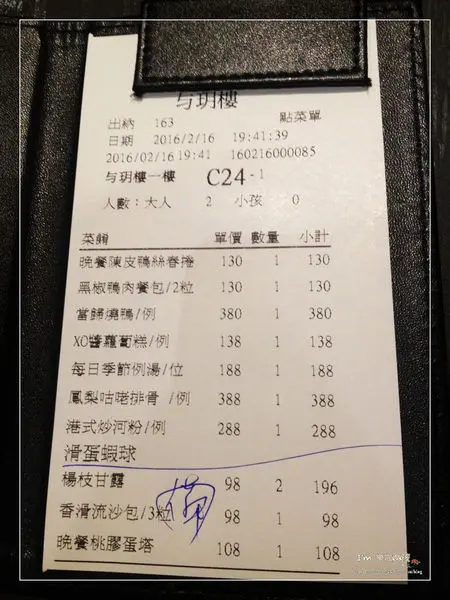 与玥樓
出納 163 點菜單
日期 2016/2/16 19:41:39
2016/02/16 19:41 160216000085
与玥樓一樓 C24-1
人數：大人 2 小孩 0
菜餚 單價 數量 小計
晚餐陳皮鴨絲春捲 130 1 130
黑椒鴨肉餐包/2粒 130 1 130
當歸燒鴨/例 380 1 380
XO醬蘿蔔糕/例 138 1 138
每日季節例湯/位 188 1 188
鳳梨咕咾排骨 /例 388 1 388
港式炒河粉/例 288 1 288
滑蛋蝦球
楊枝甘露 98 2 196
香滑流沙包/3粒 98 1 98
晚餐桃膠蛋塔 108 1 108